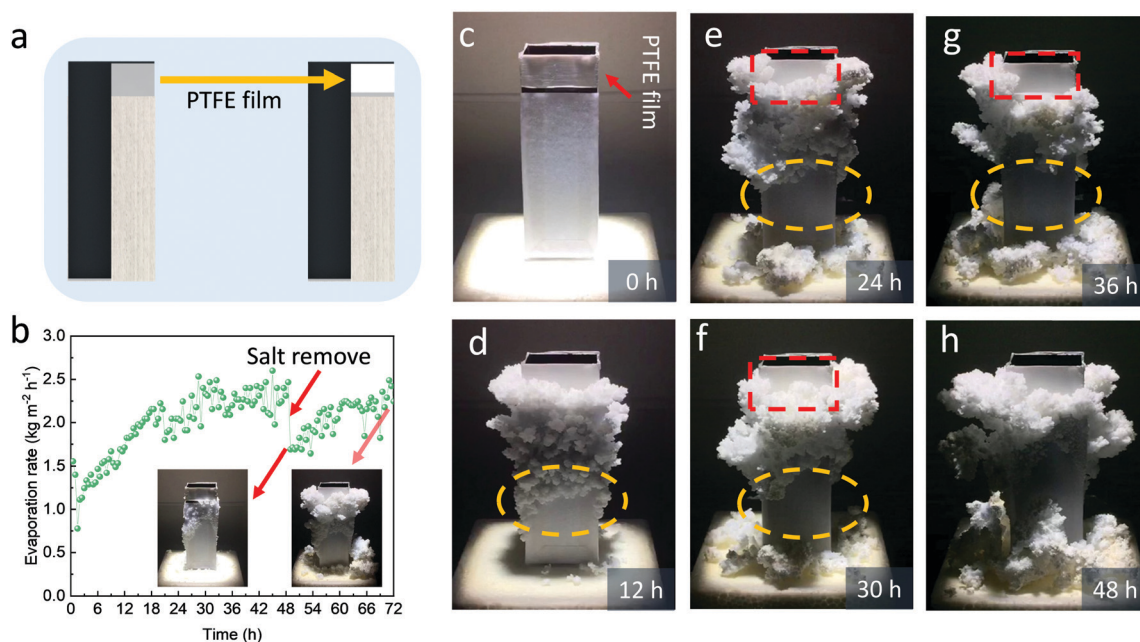 a
PTFE film
b
Evaporation rate (kg m⁻² h⁻¹)
3.0
2.5
2.0
1.5
1.0
0.5
0.0
Salt remove
0 6 12 18 24 30 36 42 48 54 60 66 72
Time (h)
c
PTFE film
0 h
d
12 h
e
24 h
f
30 h
g
36 h
h
48 h